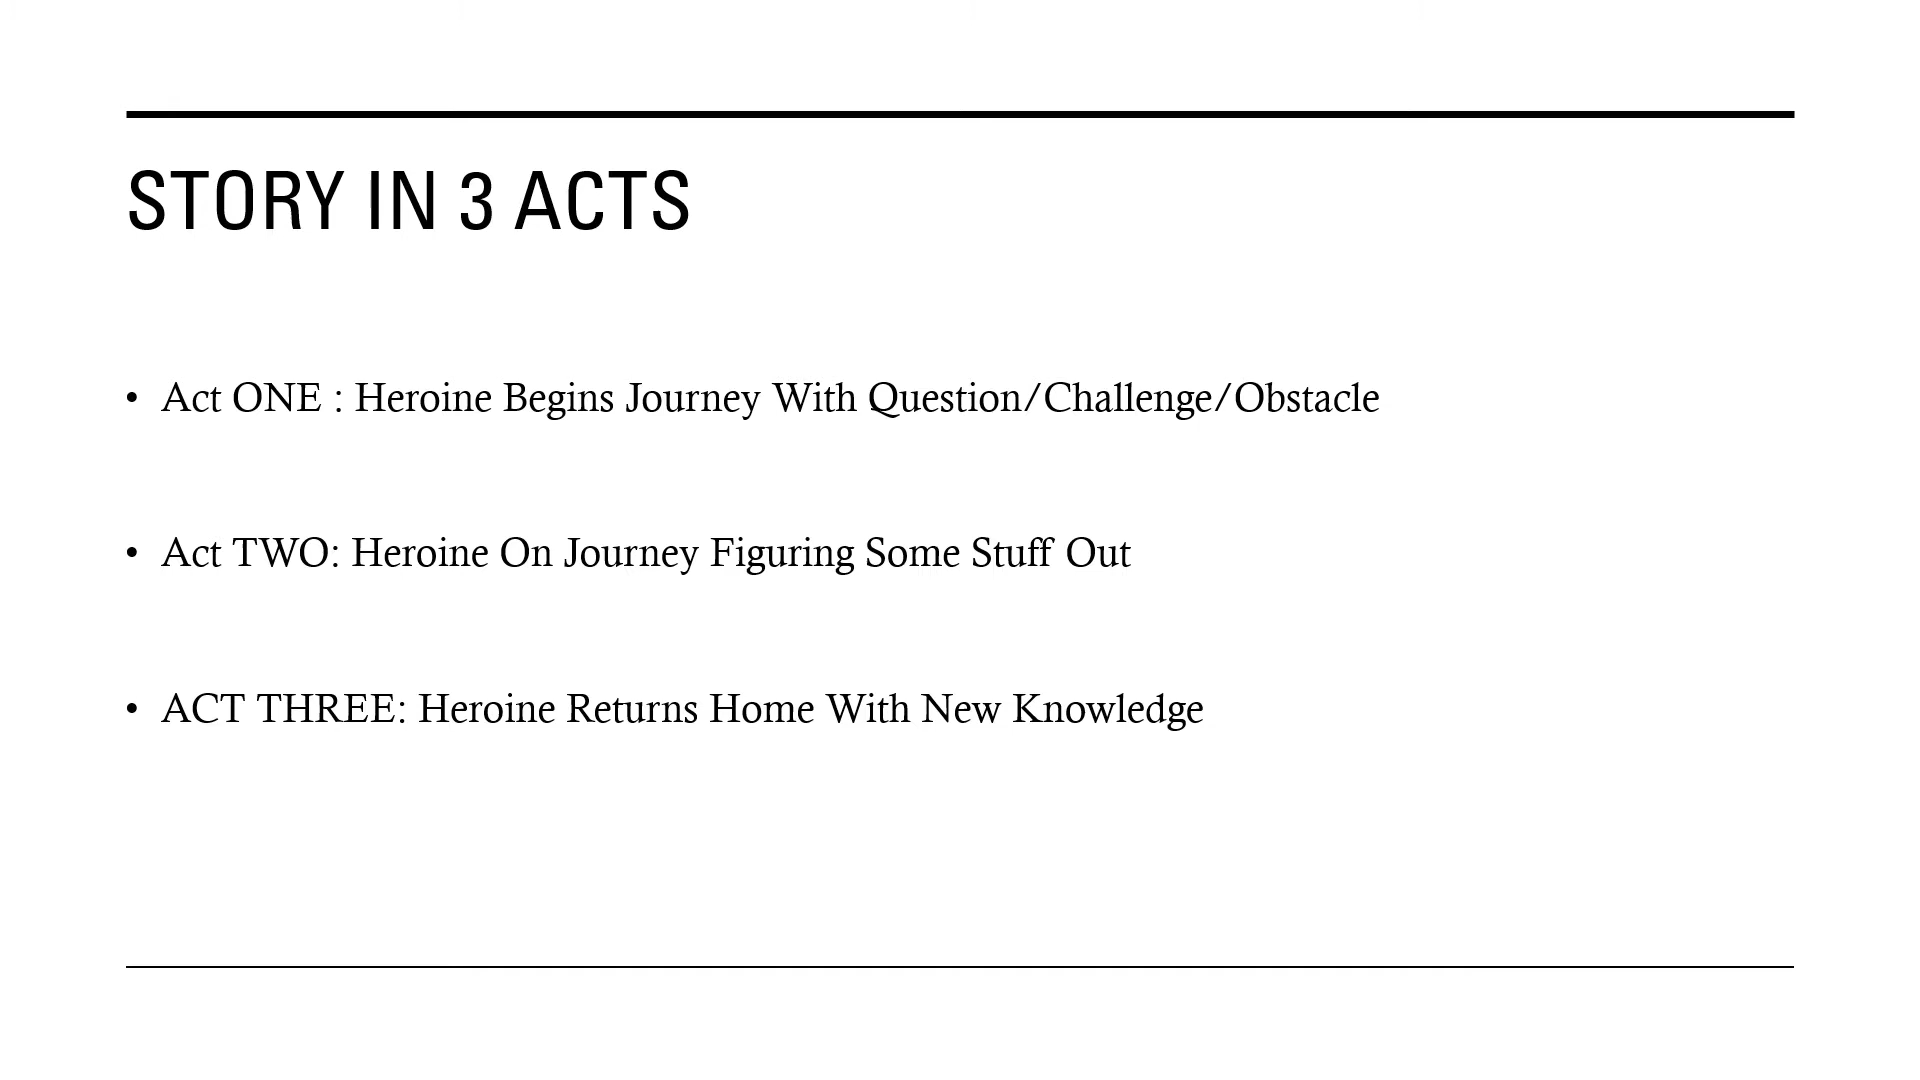 STORY IN 3 ACTS
• Act ONE : Heroine Begins Journey With Question/Challenge/Obstacle
• Act TWO: Heroine On Journey Figuring Some Stuff Out
• ACT THREE: Heroine Returns Home With New Knowledge